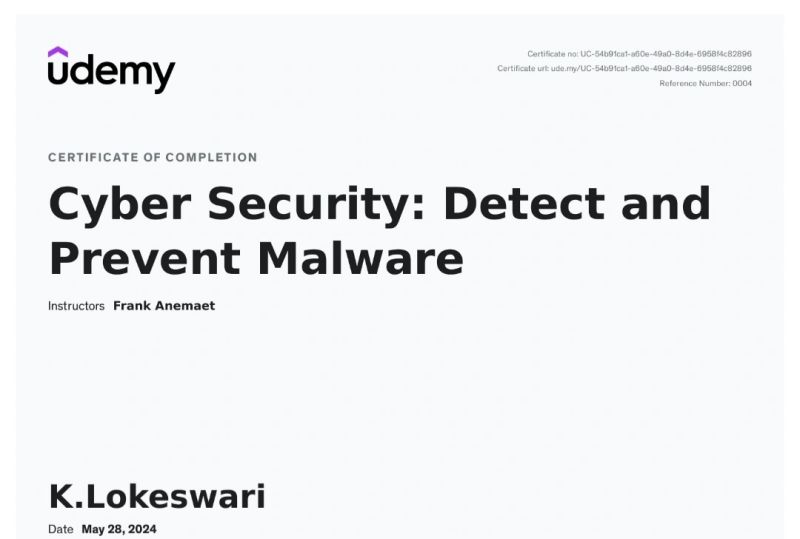 udemy
Certificate no: UC-54b91ca1-a60e-49a0-8d4e-6958f4c82896
Certificate url: ude.my/UC-54b91ca1-a60e-49a0-8d4e-6958f4c82896
Reference Number: 0004
CERTIFICATE OF COMPLETION
Cyber Security: Detect and
Prevent Malware
Instructors Frank Anemaet
K.Lokeswari
Date May 28, 2024